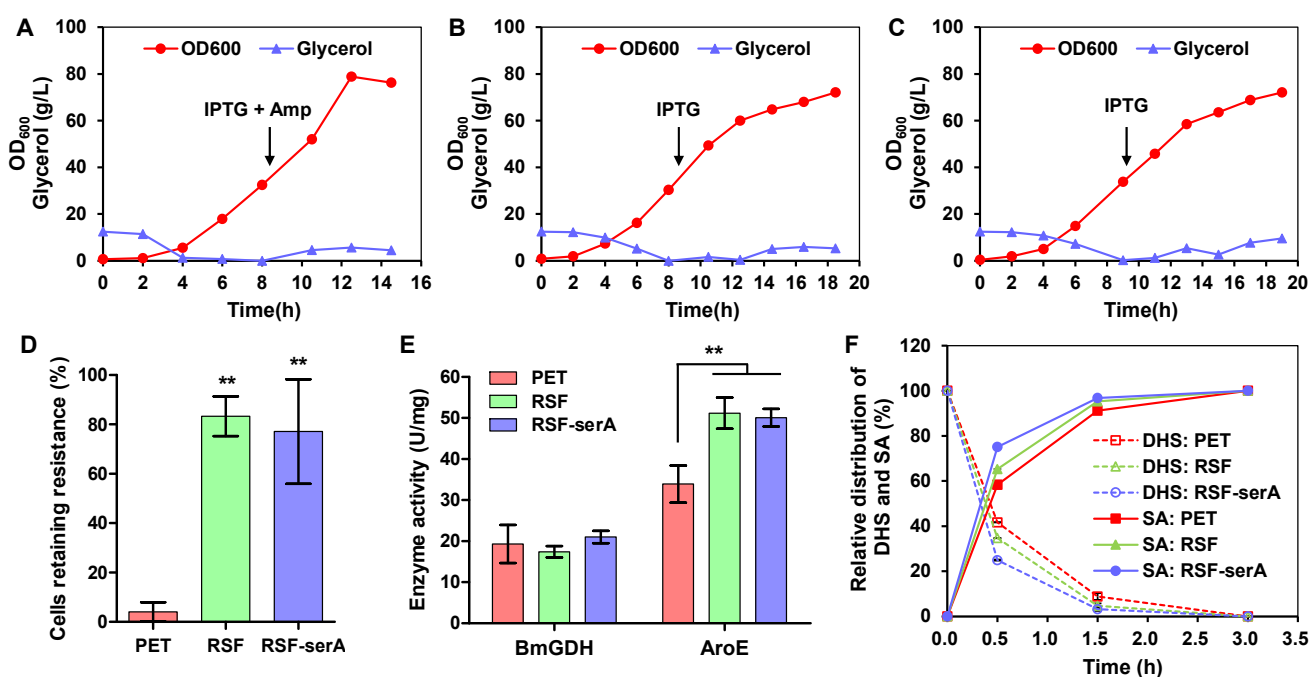 A
OD600 Glycerol
IPTG + Amp
OD600
Glycerol (g/L)
100
80
60
40
20
0
0 2 4 6 8 10 12 14 16
Time(h)
B
OD600 Glycerol
IPTG
OD600
Glycerol (g/L)
100
80
60
40
20
0
0 2 4 6 8 10 12 14 16 18 20
Time(h)
C
OD600 Glycerol
IPTG
OD600
Glycerol (g/L)
100
80
60
40
20
0
0 2 4 6 8 10 12 14 16 18 20
Time(h)
D
Cells retaining resistance (%)
100
80
60
40
20
0
** **
PET RSF RSF-serA
E
Enzyme activity (U/mg)
60
50
40
30
20
10
0
PET
RSF
RSF-serA
**
BmGDH AroE
F
Relative distribution of
DHS and SA (%)
120
100
80
60
40
20
0
DHS: PET
DHS: RSF
DHS: RSF-serA
SA: PET
SA: RSF
SA: RSF-serA
0.0 0.5 1.0 1.5 2.0 2.5 3.0 3.5
Time (h)